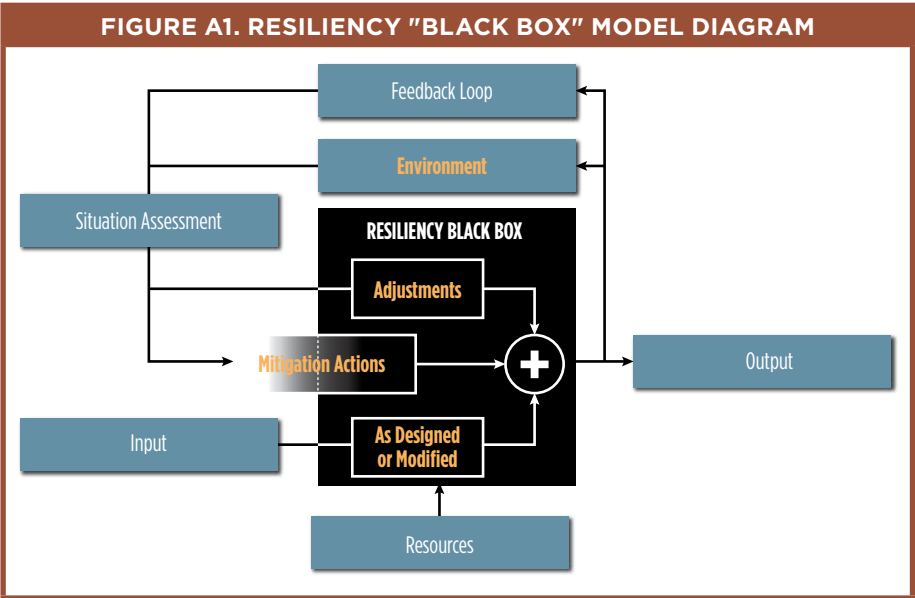 FIGURE A1. RESILIENCY "BLACK BOX" MODEL DIAGRAM
Feedback Loop
Environment
Situation Assessment
RESILIENCY BLACK BOX
Adjustments
Mitigation Actions
Output
Input
As Designed
or Modified
Resources